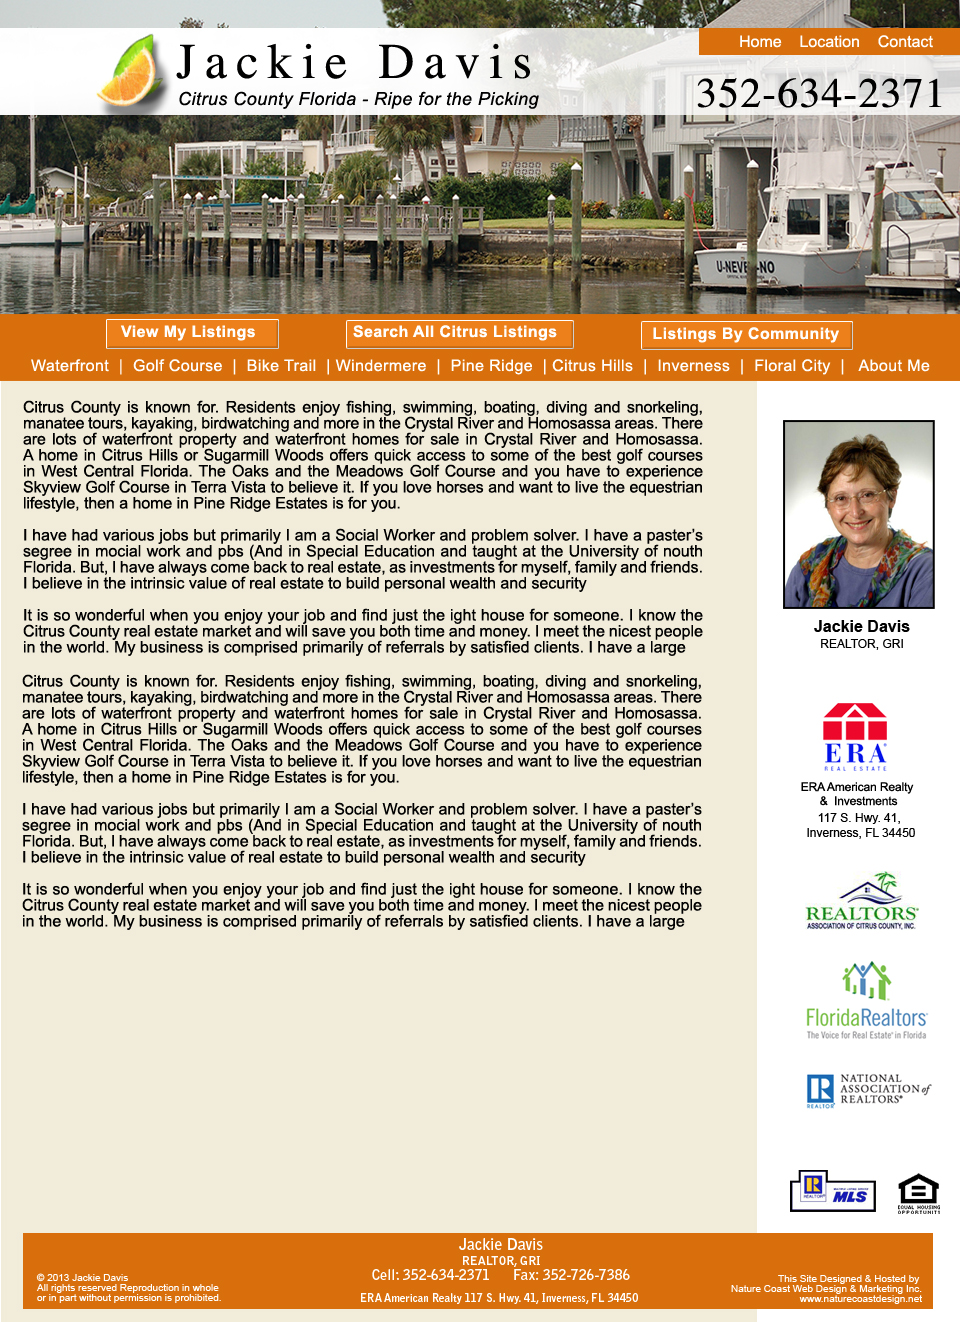 Home Location Contact
Jackie Davis
Citrus County Florida - Ripe for the Picking
352-634-2371
U-NEVER-NO
View My Listings
Search All Citrus Listings
Listings By Community
Waterfront | Golf Course | Bike Trail | Windermere | Pine Ridge | Citrus Hills | Inverness | Floral City | About Me
Citrus County is known for. Residents enjoy fishing, swimming, boating, diving and snorkeling,
manatee tours, kayaking, birdwatching and more in the Crystal River and Homosassa areas. There
are lots of waterfront property and waterfront homes for sale in Crystal River and Homosassa.
A home in Citrus Hills or Sugarmill Woods offers quick access to some of the best golf courses
in West Central Florida. The Oaks and the Meadows Golf Course and you have to experience
Skyview Golf Course in Terra Vista to believe it. If you love horses and want to live the equestrian
lifestyle, then a home in Pine Ridge Estates is for you.
I have had various jobs but primarily I am a Social Worker and problem solver. I have a paster's
segree in mocial work and pbs (And in Special Education and taught at the University of nouth
Florida. But, I have always come back to real estate, as investments for myself, family and friends.
I believe in the intrinsic value of real estate to build personal wealth and security
It is so wonderful when you enjoy your job and find just the ight house for someone. I know the
Citrus County real estate market and will save you both time and money. I meet the nicest people
in the world. My business is comprised primarily of referrals by satisfied clients. I have a large
Citrus County is known for. Residents enjoy fishing, swimming, boating, diving and snorkeling,
manatee tours, kayaking, birdwatching and more in the Crystal River and Homosassa areas. There
are lots of waterfront property and waterfront homes for sale in Crystal River and Homosassa.
A home in Citrus Hills or Sugarmill Woods offers quick access to some of the best golf courses
in West Central Florida. The Oaks and the Meadows Golf Course and you have to experience
Skyview Golf Course in Terra Vista to believe it. If you love horses and want to live the equestrian
lifestyle, then a home in Pine Ridge Estates is for you.
I have had various jobs but primarily I am a Social Worker and problem solver. I have a paster's
segree in mocial work and pbs (And in Special Education and taught at the University of nouth
Florida. But, I have always come back to real estate, as investments for myself, family and friends.
I believe in the intrinsic value of real estate to build personal wealth and security
It is so wonderful when you enjoy your job and find just the ight house for someone. I know the
Citrus County real estate market and will save you both time and money. I meet the nicest people
in the world. My business is comprised primarily of referrals by satisfied clients. I have a large
Jackie Davis
REALTOR, GRI
ERA®
REAL ESTATE
ERA American Realty
& Investments
117 S. Hwy. 41,
Inverness, FL 34450
REALTORS®
ASSOCIATION OF CITRUS COUNTY, INC.
FloridaRealtors®
The Voice for Real Estate® in Florida
NATIONAL
ASSOCIATION of
REALTORS®
R
REALTOR®
R
REALTOR®
MULTIPLE LISTING SERVICE
MLS
EQUAL HOUSING
OPPORTUNITY
Jackie Davis
REALTOR, GRI
Cell: 352-634-2371 Fax: 352-726-7386
ERA American Realty 117 S. Hwy. 41, Inverness, FL 34450
© 2013 Jackie Davis
All rights reserved Reproduction in whole
or in part without permission is prohibited.
This Site Designed & Hosted by
Nature Coast Web Design & Marketing Inc.
www.naturecoastdesign.net